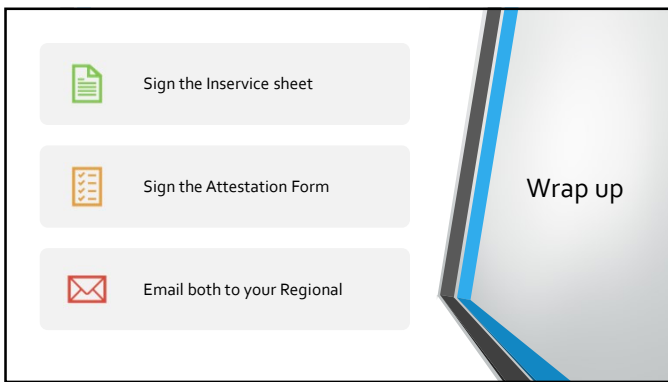 Sign the Inservice sheet
Sign the Attestation Form
Email both to your Regional
Wrap up